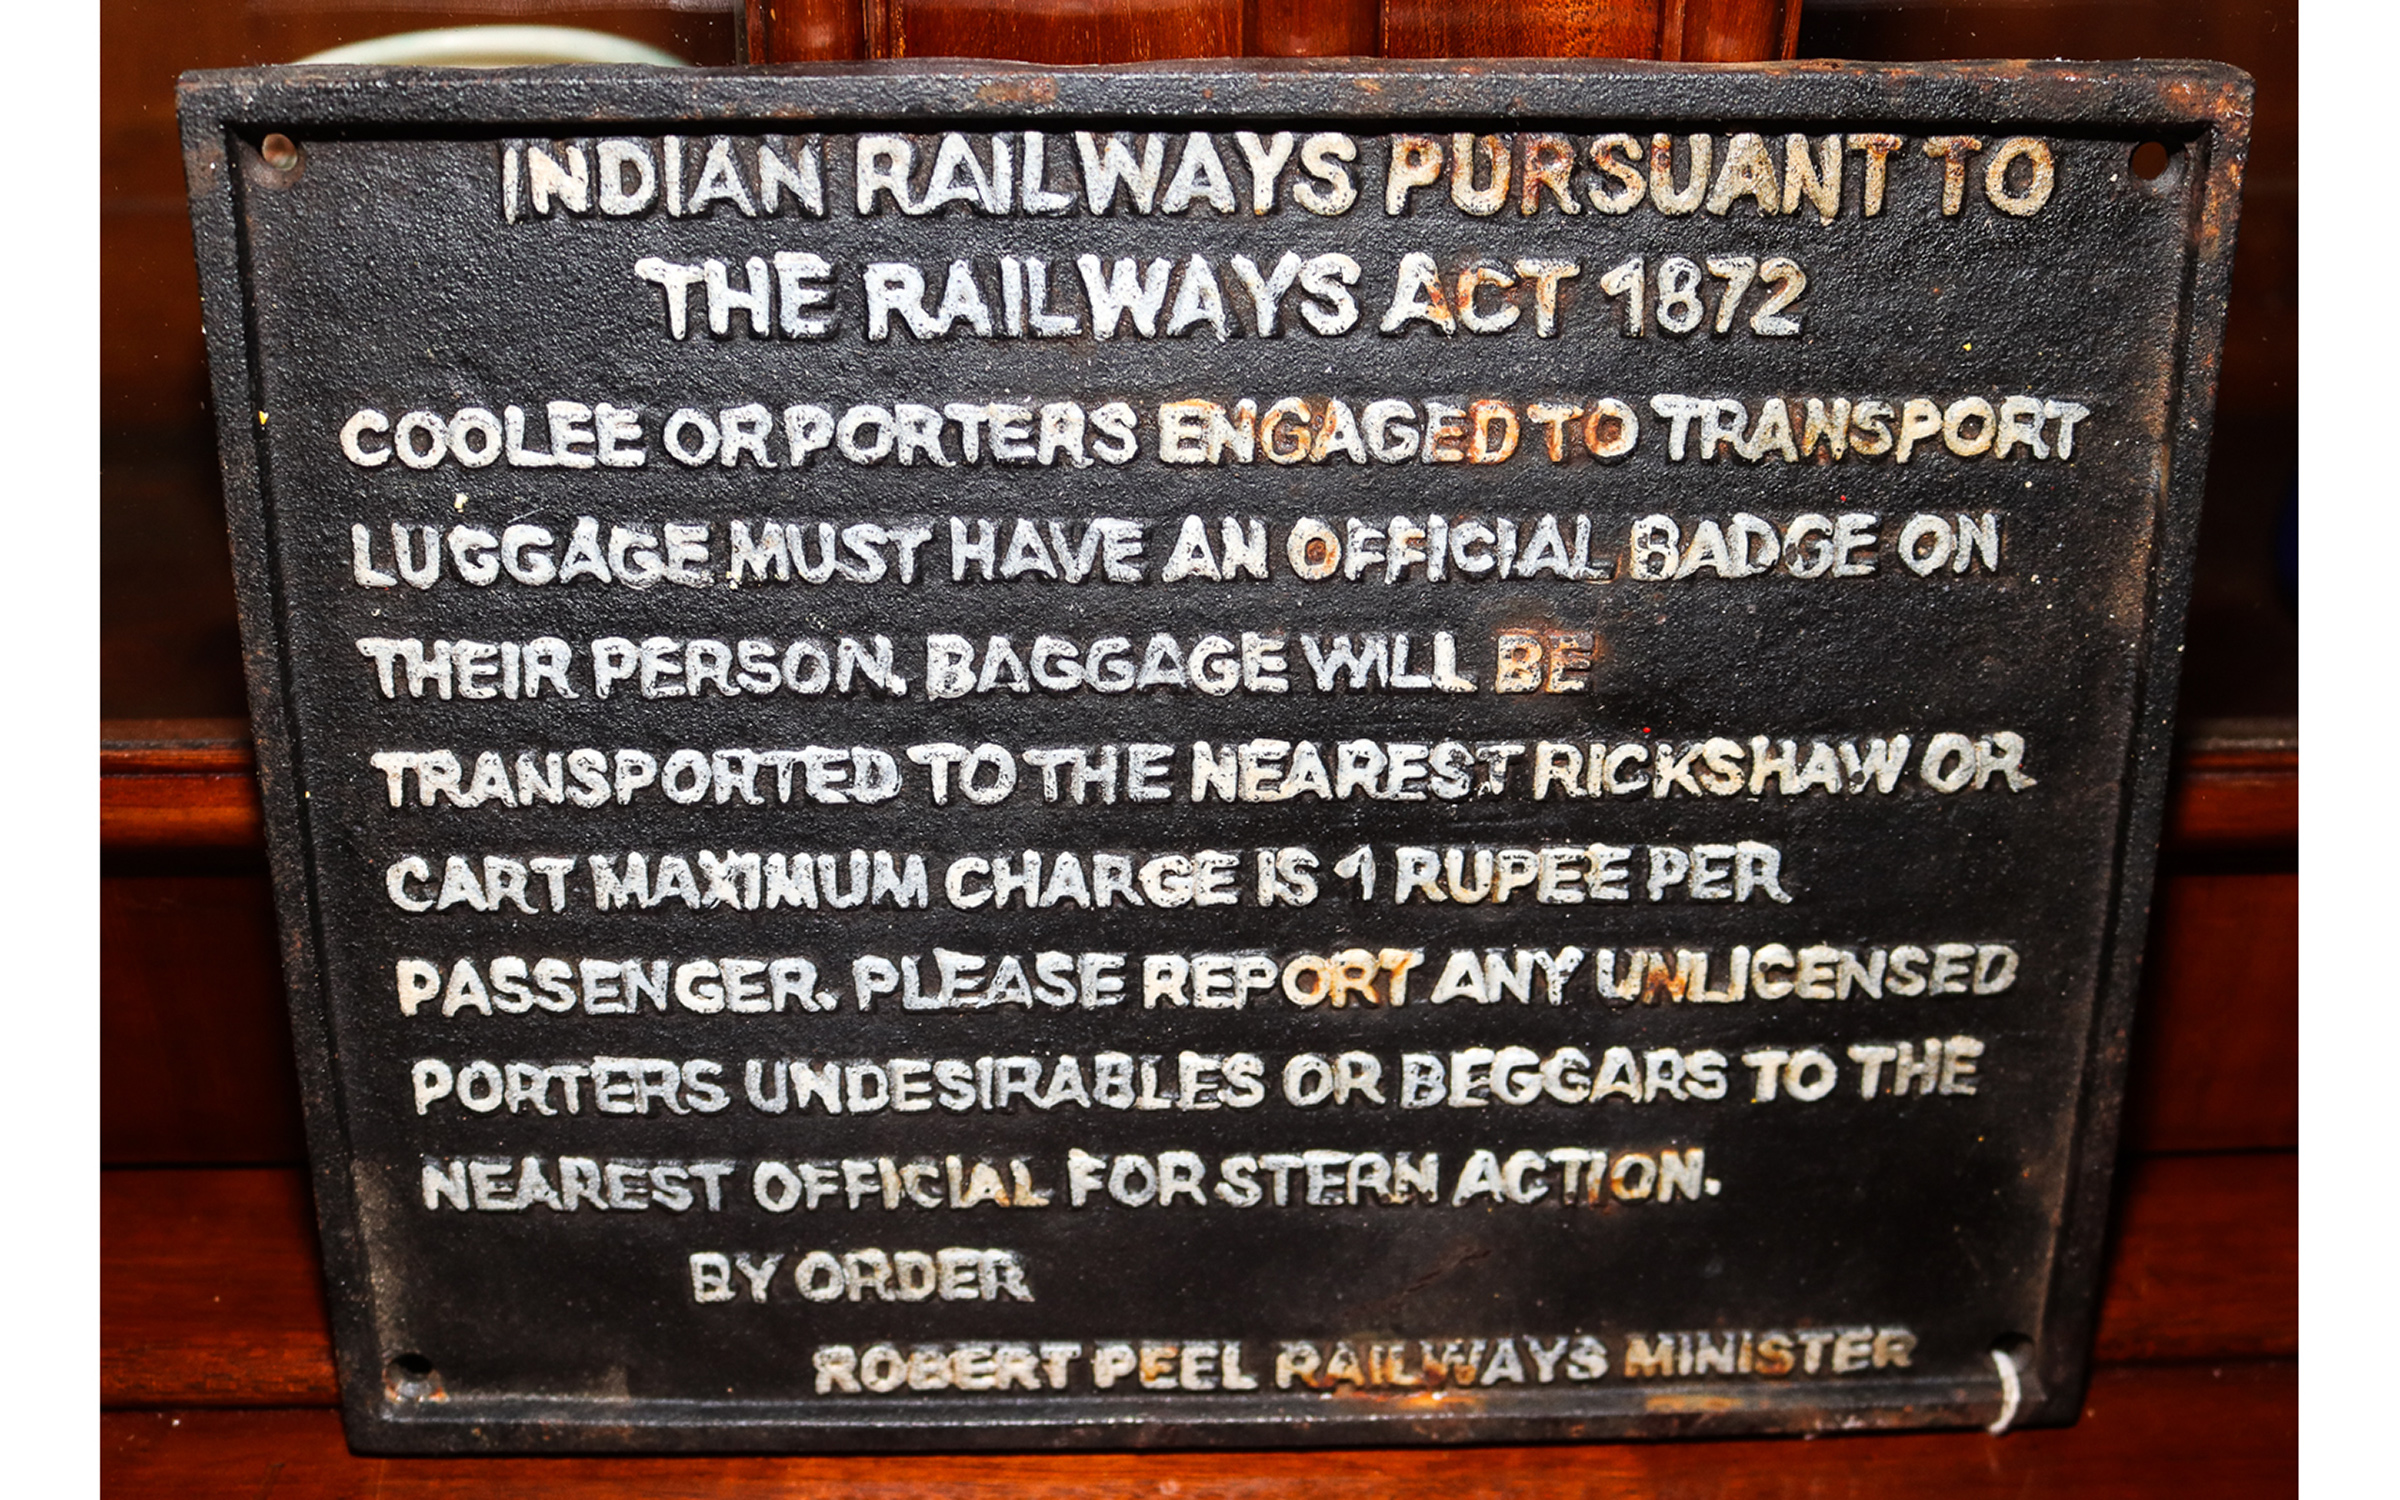 INDIAN RAILWAYS PURSUANT TO
THE RAILWAYS ACT 1872
COOLEE OR PORTERS ENGAGED TO TRANSPORT
LUGGAGE MUST HAVE AN OFFICIAL BADGE ON
THEIR PERSON. BAGGAGE WILL BE
TRANSPORTED TO THE NEAREST RICKSHAW OR
CART MAXIMUM CHARGE IS 1 RUPEE PER
PASSENGER. PLEASE REPORT ANY UNLICENSED
PORTERS UNDESIRABLES OR BEGGARS TO THE
NEAREST OFFICIAL FOR STERN ACTION.
BY ORDER
ROBERT PEEL RAILWAYS MINISTER